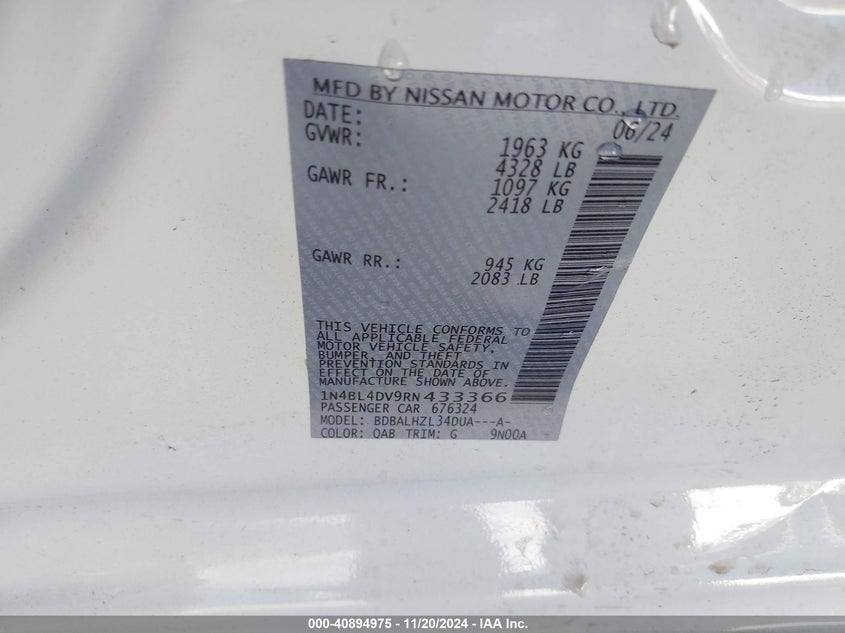 MFD BY NISSAN MOTOR CO., LTD.
DATE: 06/24
GVWR: 1963 KG
4328 LB
GAWR FR.: 1097 KG
2418 LB
GAWR RR.: 945 KG
2083 LB
THIS VEHICLE CONFORMS TO
ALL APPLICABLE FEDERAL
MOTOR VEHICLE SAFETY,
BUMPER, AND THEFT
PREVENTION STANDARDS IN
EFFECT ON THE DATE OF
MANUFACTURE SHOWN ABOVE.
1N4BL4DV9RN433366
PASSENGER CAR 676324
MODEL: BDBALHZL34DUA---A-
COLOR: QAB TRIM: G 9N00A
000-40894975 - 11/20/2024 - IAA Inc.